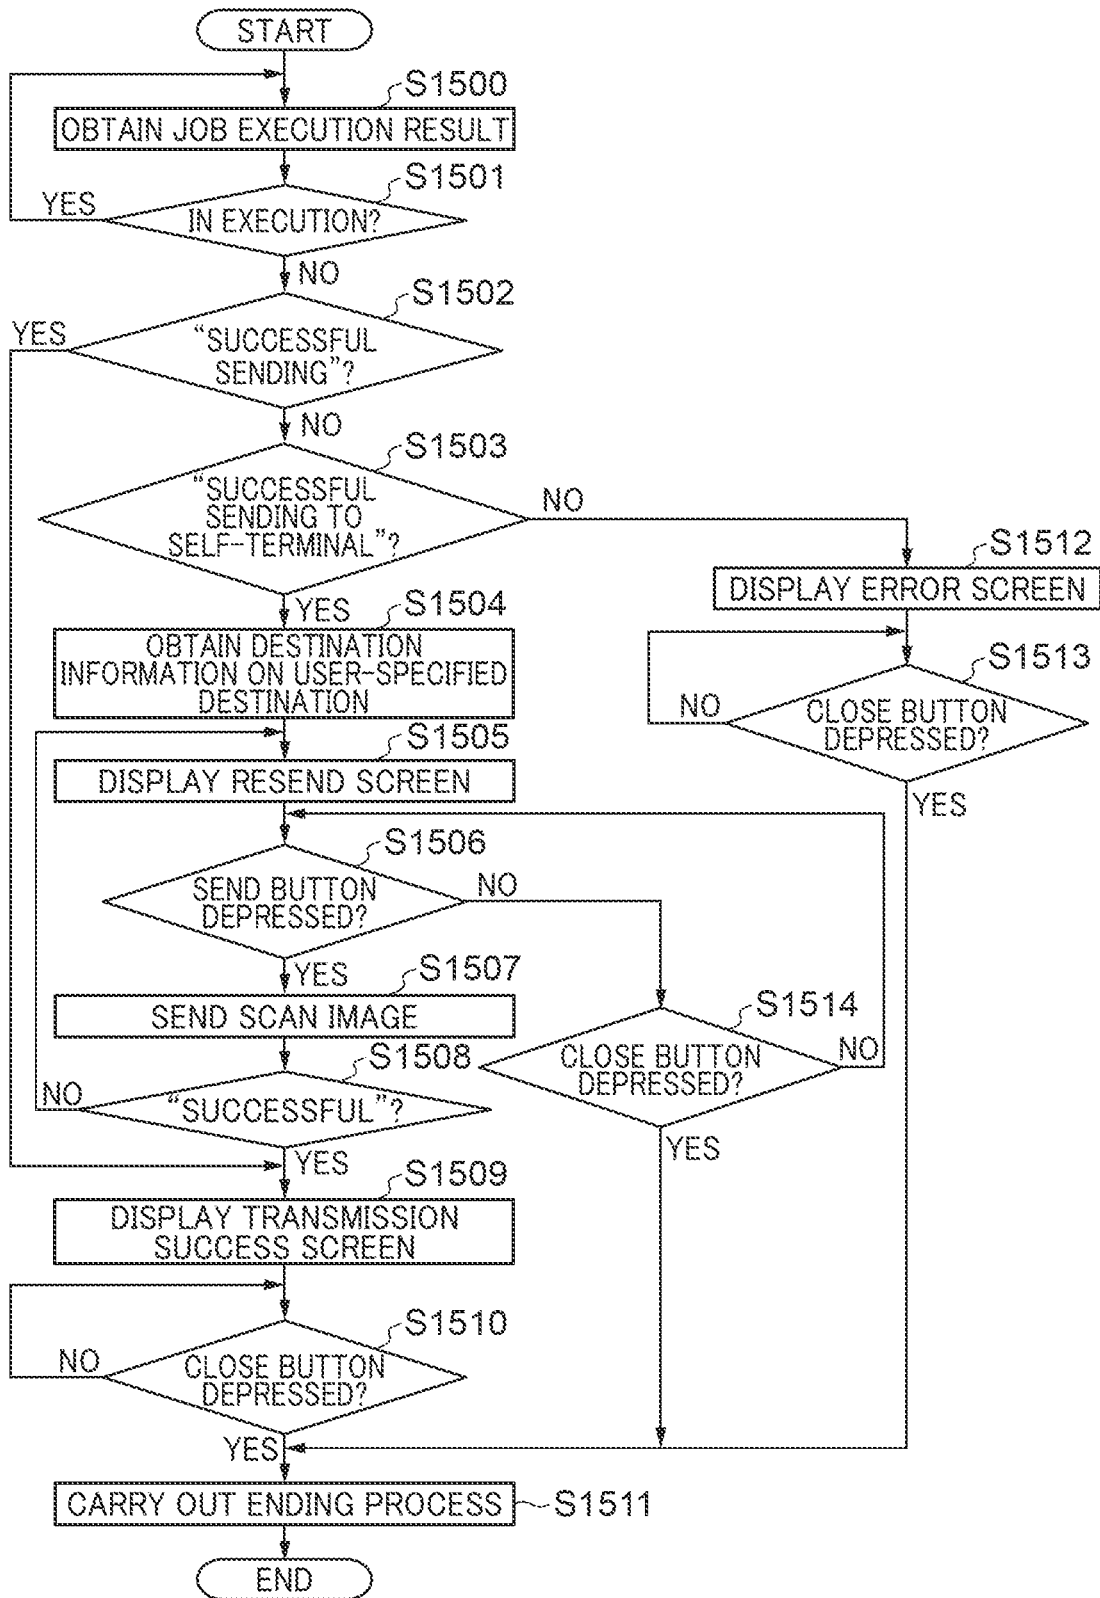 START
S1500
OBTAIN JOB EXECUTION RESULT
S1501
YES
IN EXECUTION?
NO
S1502
YES
“SUCCESSFUL
SENDING”?
NO
S1503
“SUCCESSFUL
SENDING TO
SELF-TERMINAL”?
NO
YES
S1512
DISPLAY ERROR SCREEN
S1504
OBTAIN DESTINATION
INFORMATION ON USER-SPECIFIED
DESTINATION
S1513
NO
CLOSE BUTTON
DEPRESSED?
YES
S1505
DISPLAY RESEND SCREEN
S1506
SEND BUTTON
DEPRESSED?
NO
YES
S1507
SEND SCAN IMAGE
S1514
CLOSE BUTTON
DEPRESSED?
NO
YES
S1508
NO
“SUCCESSFUL”?
YES
S1509
DISPLAY TRANSMISSION
SUCCESS SCREEN
S1510
NO
CLOSE BUTTON
DEPRESSED?
YES
CARRY OUT ENDING PROCESS
S1511
END